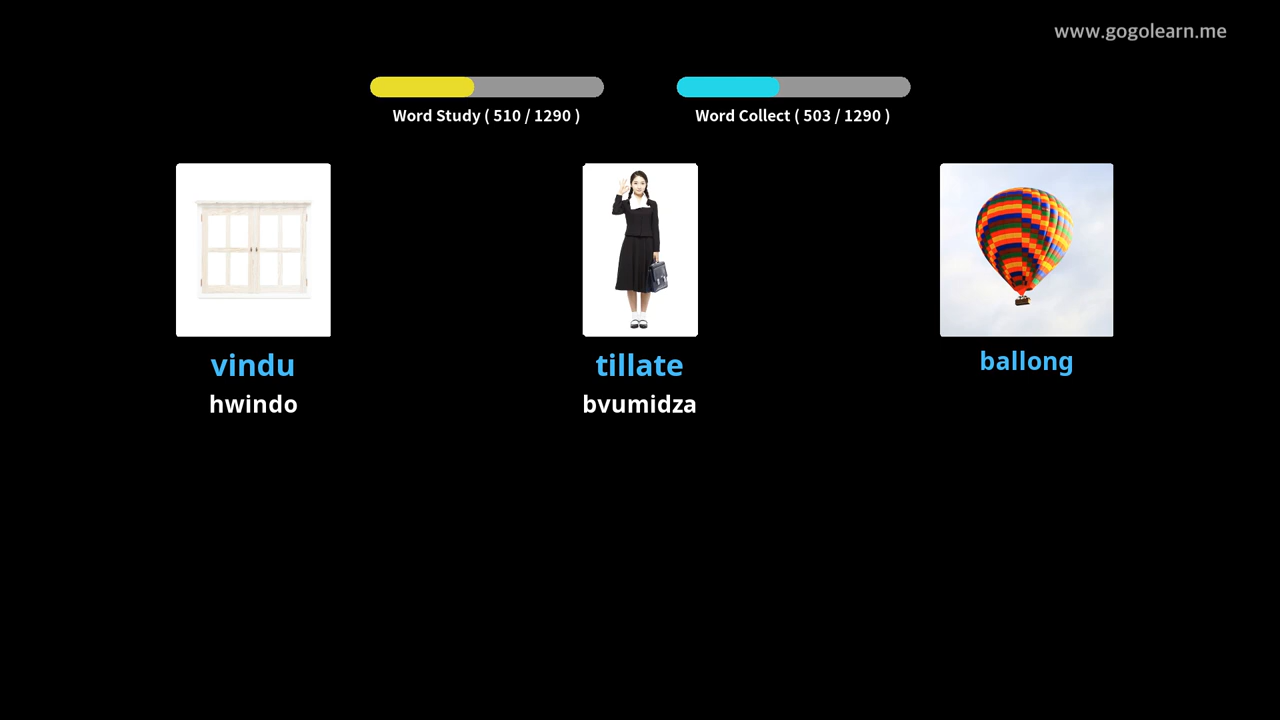 www.gogolearn.me
Word Study ( 510 / 1290 )
Word Collect ( 503 / 1290 )
vindu
hwindo
tillate
bvumidza
ballong